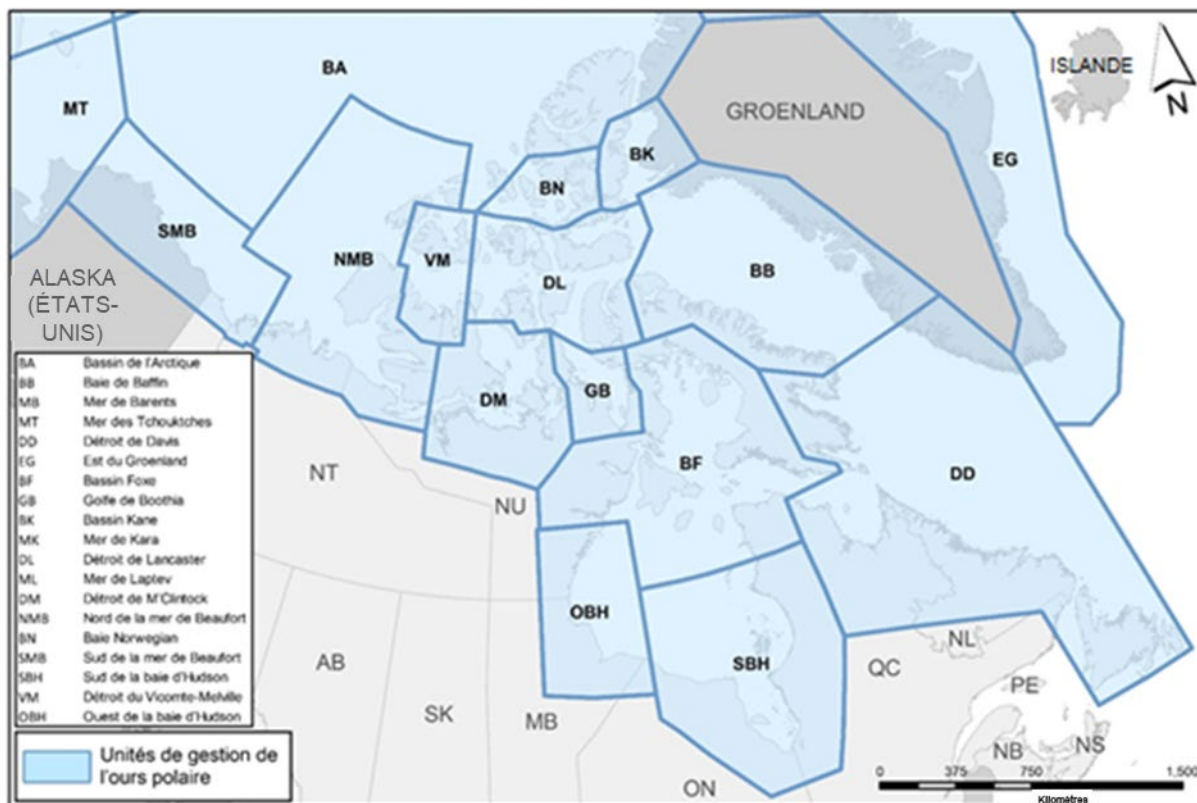 BA
MT
ISLANDE
N
GROENLAND
BK
EG
BN
SMB
NMB
VM
DL
BB
ALASKA
(ÉTATS-
UNIS)
DM
GB
BF
DD
NT
NU
OBH
SBH
AB
SK
MB
ON
QC
NL
PE
NB
NS
BA Bassin de l'Arctique
BB Baie de Baffin
MB Mer de Barents
MT Mer des Tchouktches
DD Détroit de Davis
EG Est du Groenland
BF Bassin Foxe
GB Golfe de Boothia
BK Bassin Kane
MK Mer de Kara
DL Détroit de Lancaster
ML Mer de Laptev
DM Détroit de M'Clintock
NMB Nord de la mer de Beaufort
BN Baie Norwegian
SMB Sud de la mer de Beaufort
SBH Sud de la baie d'Hudson
VM Détroit du Vicomte-Melville
OBH Ouest de la baie d'Hudson
Unités de gestion de
l'ours polaire
0 375 750 1,500
Kilomètres